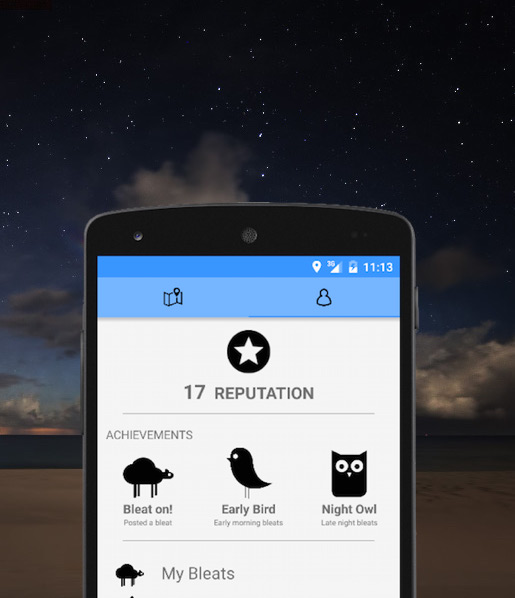 3G 11:13
17 REPUTATION
ACHIEVEMENTS
Bleat on! Early Bird Night Owl
Posted a bleat Early morning bleats Late night bleats
My Bleats